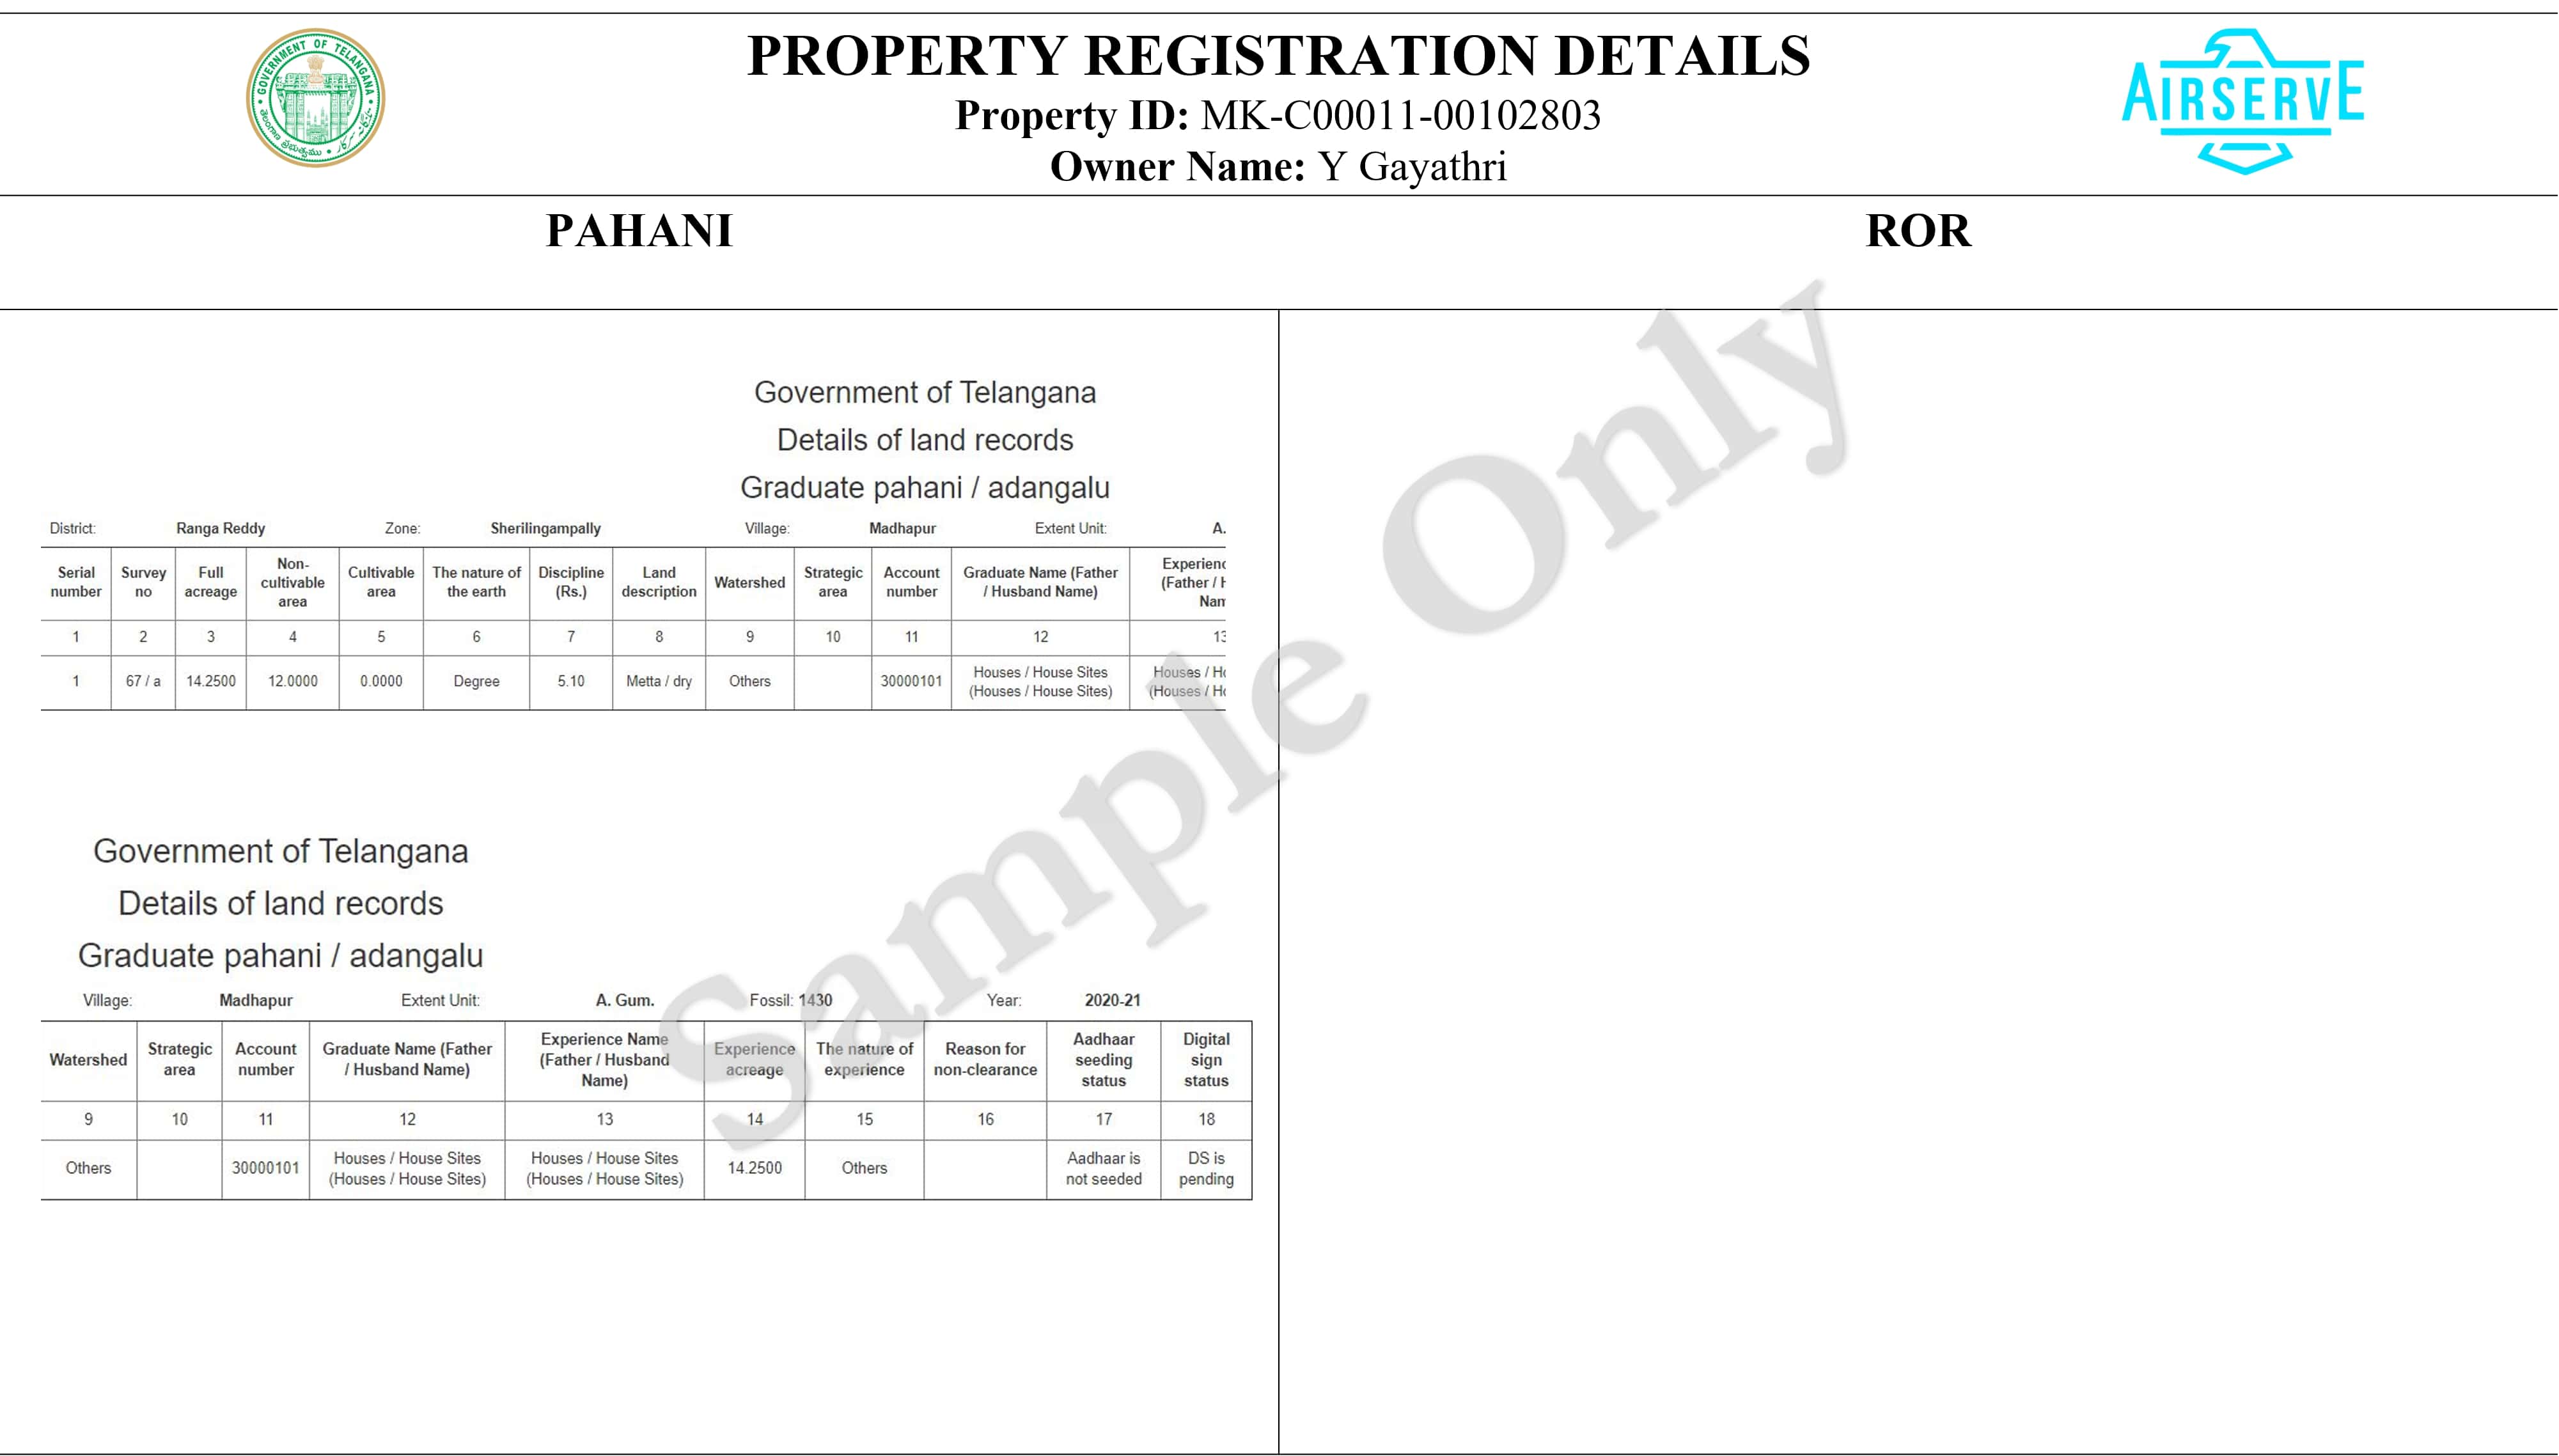 PROPERTY REGISTRATION DETAILS
Property ID: MK-C00011-00102803
Owner Name: Y Gayathri
GOVERNMENT OF TELANGANA
తెలంగాణ ప్రభుత్వము
AIRSERVE
PAHANI
ROR
Government of Telangana
Details of land records
Graduate pahani / adangalu
District: Ranga Reddy Zone: Sherilingampally Village: Madhapur Extent Unit: A.
Serial number Survey no Full acreage Non-cultivable area Cultivable area The nature of the earth Discipline (Rs.) Land description Watershed Strategic area Account number Graduate Name (Father / Husband Name)
1 2 3 4 5 6 7 8 9 10 11 12 13
1 67 / a 14.2500 12.0000 0.0000 Degree 5.10 Metta / dry Others 30000101 Houses / House Sites (Houses / House Sites) Houses / (Houses /
Government of Telangana
Details of land records
Graduate pahani / adangalu
Village: Madhapur Extent Unit: A. Gum. Fossil: 1430 Year: 2020-21
Watershed Strategic area Account number Graduate Name (Father / Husband Name) Experience Name (Father / Husband Name) Experience acreage The nature of experience Reason for non-clearance Aadhaar seeding status Digital sign status
9 10 11 12 13 14 15 16 17 18
Others 30000101 Houses / House Sites (Houses / House Sites) Houses / House Sites (Houses / House Sites) 14.2500 Others Aadhaar is not seeded DS is pending
Sample Only